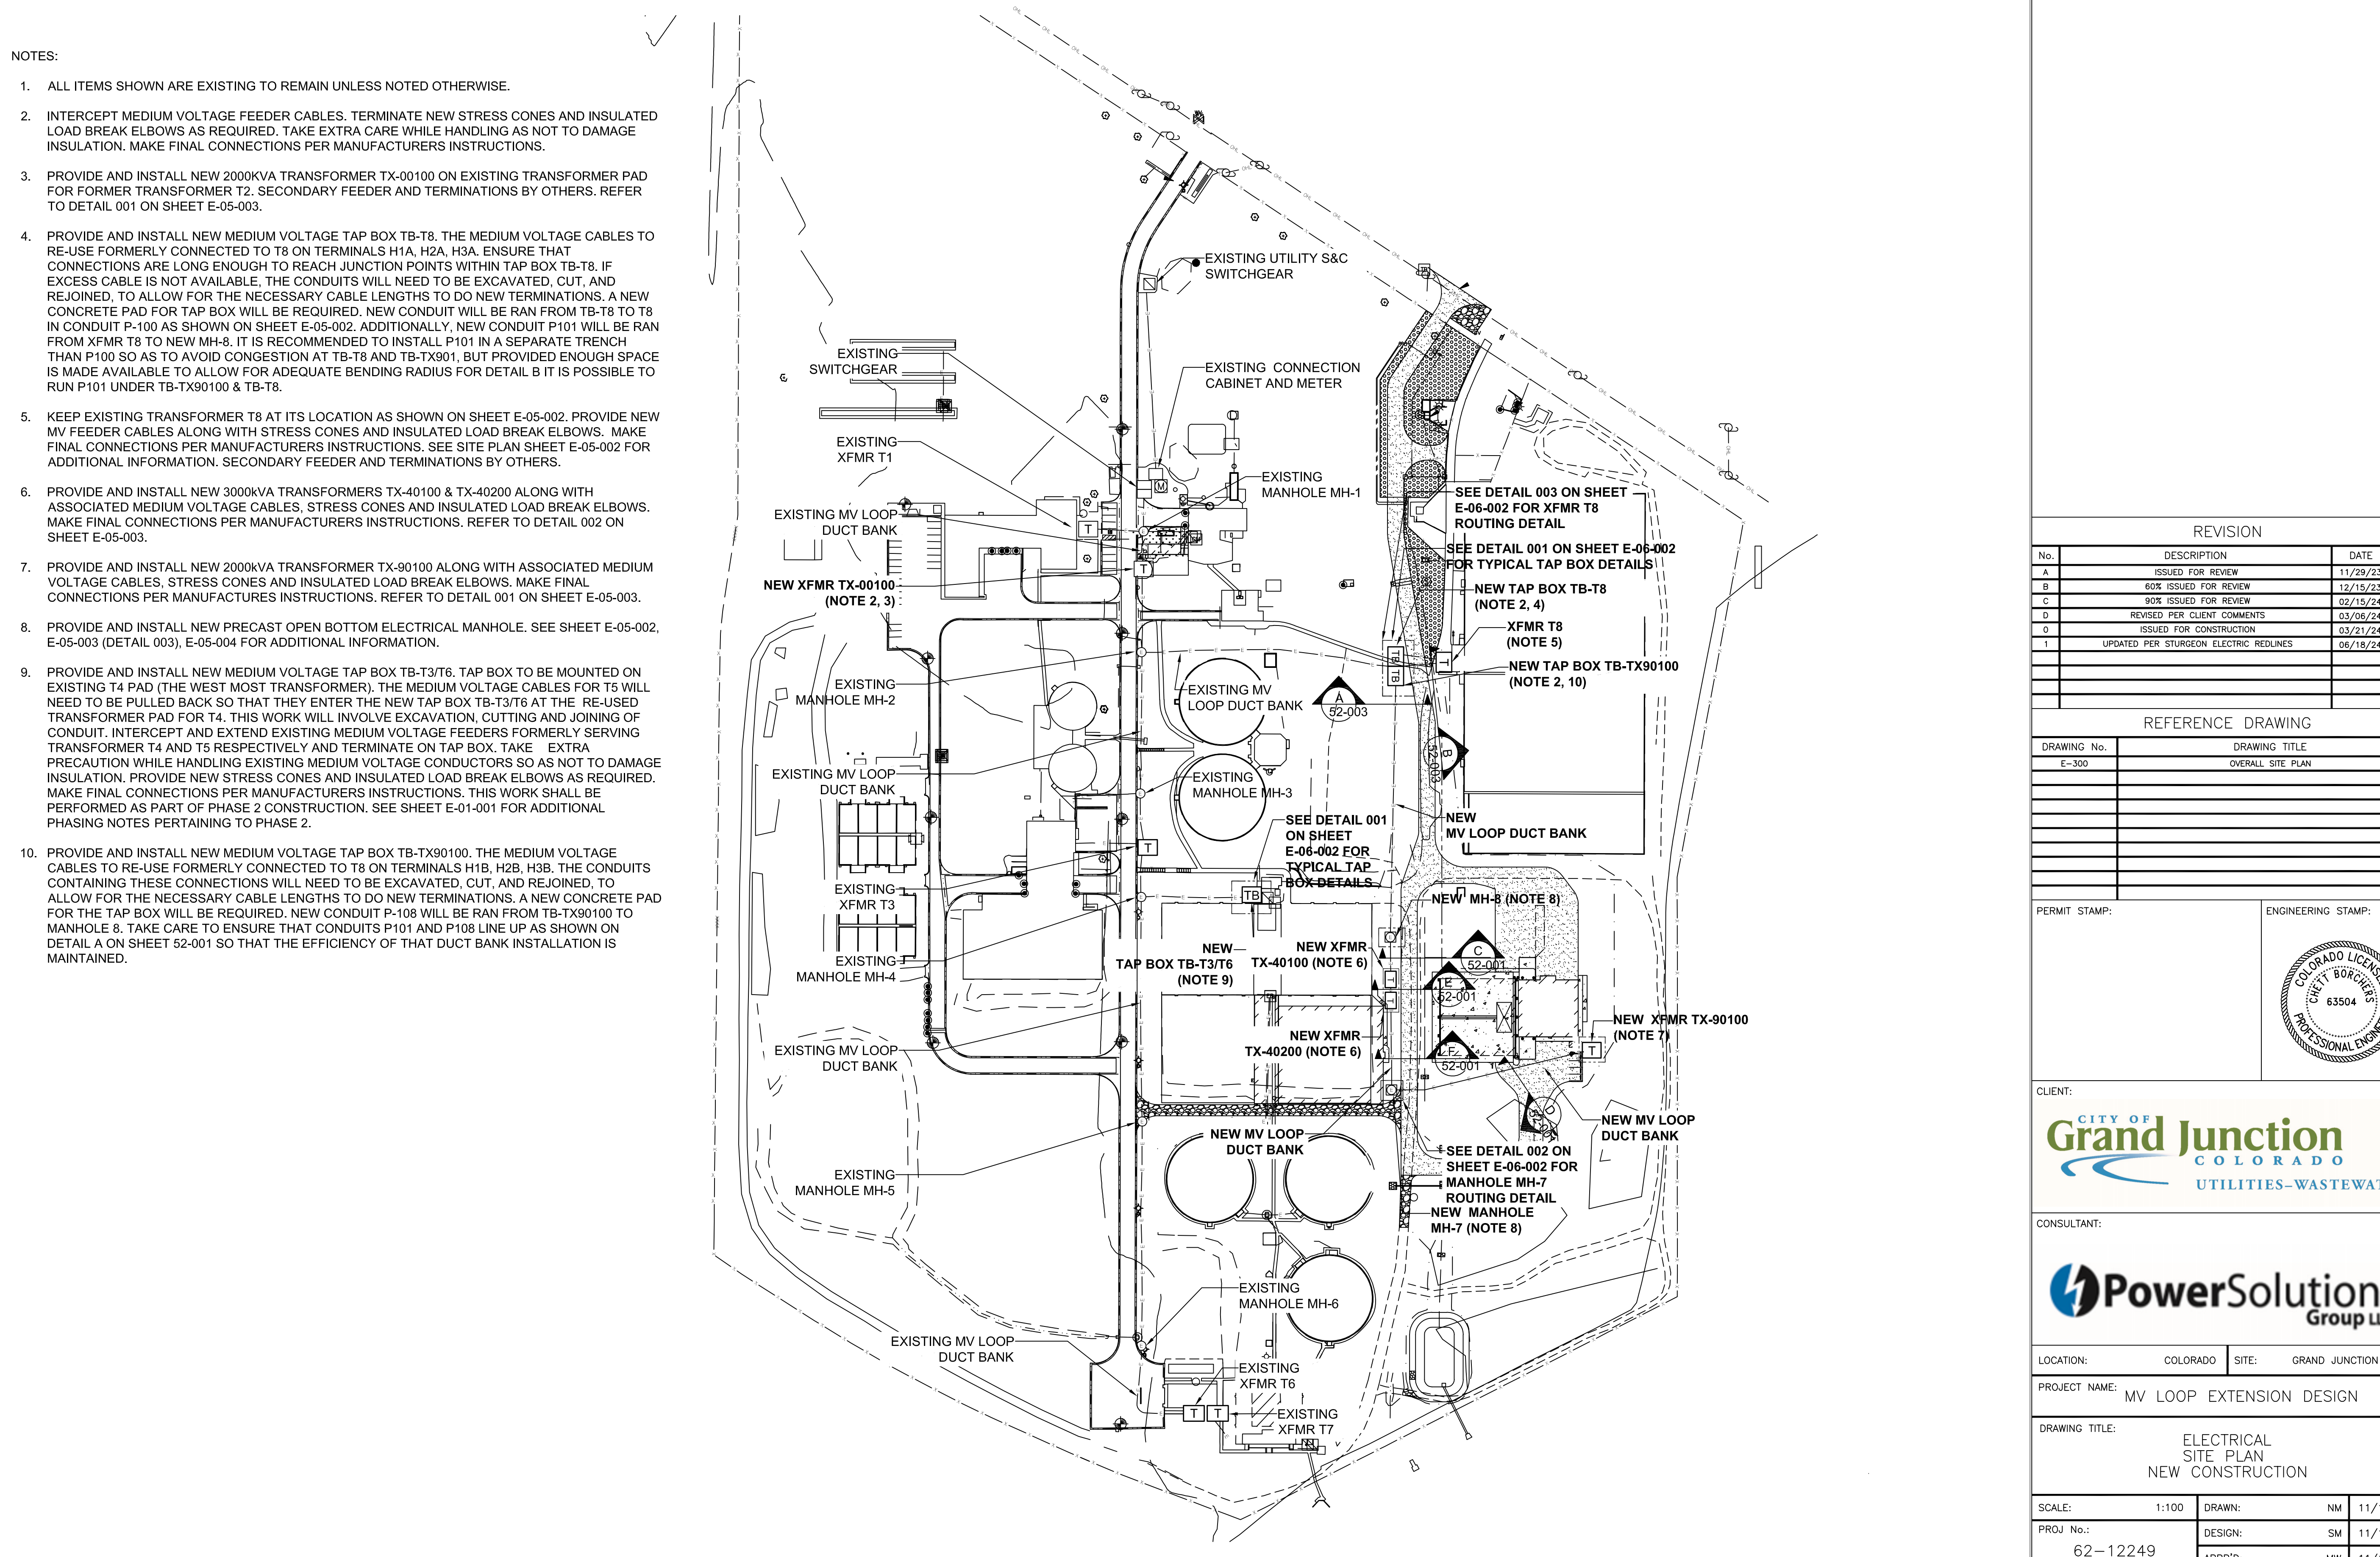 NOTES:
1. ALL ITEMS SHOWN ARE EXISTING TO REMAIN UNLESS NOTED OTHERWISE.
2. INTERCEPT MEDIUM VOLTAGE FEEDER CABLES. TERMINATE NEW STRESS CONES AND INSULATED
LOAD BREAK ELBOWS AS REQUIRED. TAKE EXTRA CARE WHILE HANDLING AS NOT TO DAMAGE
INSULATION. MAKE FINAL CONNECTIONS PER MANUFACTURERS INSTRUCTIONS.
3. PROVIDE AND INSTALL NEW 2000KVA TRANSFORMER TX-00100 ON EXISTING TRANSFORMER PAD
FOR FORMER TRANSFORMER T2. SECONDARY FEEDER AND TERMINATIONS BY OTHERS. REFER
TO DETAIL 001 ON SHEET E-05-003.
4. PROVIDE AND INSTALL NEW MEDIUM VOLTAGE TAP BOX TB-T8. THE MEDIUM VOLTAGE CABLES TO
RE-USE FORMERLY CONNECTED TO T8 ON TERMINALS H1A, H2A, H3A. ENSURE THAT
CONNECTIONS ARE LONG ENOUGH TO REACH JUNCTION POINTS WITHIN TAP BOX TB-T8. IF
EXCESS CABLE IS NOT AVAILABLE, THE CONDUITS WILL NEED TO BE EXCAVATED, CUT, AND
REJOINED, TO ALLOW FOR THE NECESSARY CABLE LENGTHS TO DO NEW TERMINATIONS. A NEW
CONCRETE PAD FOR TAP BOX WILL BE REQUIRED. NEW CONDUIT WILL BE RAN FROM TB-T8 TO T8
IN CONDUIT P-100 AS SHOWN ON SHEET E-05-002. ADDITIONALLY, NEW CONDUIT P101 WILL BE RAN
FROM XFMR T8 TO NEW MH-8. IT IS RECOMMENDED TO INSTALL P101 IN A SEPARATE TRENCH
THAN P100 SO AS TO AVOID CONGESTION AT TB-T8 AND TB-TX901, BUT PROVIDED ENOUGH SPACE
IS MADE AVAILABLE TO ALLOW FOR ADEQUATE BENDING RADIUS FOR DETAIL B IT IS POSSIBLE TO
RUN P101 UNDER TB-TX90100 & TB-T8.
5. KEEP EXISTING TRANSFORMER T8 AT ITS LOCATION AS SHOWN ON SHEET E-05-002. PROVIDE NEW
MV FEEDER CABLES ALONG WITH STRESS CONES AND INSULATED LOAD BREAK ELBOWS. MAKE
FINAL CONNECTIONS PER MANUFACTURERS INSTRUCTIONS. SEE SITE PLAN SHEET E-05-002 FOR
ADDITIONAL INFORMATION. SECONDARY FEEDER AND TERMINATIONS BY OTHERS.
6. PROVIDE AND INSTALL NEW 3000kVA TRANSFORMERS TX-40100 & TX-40200 ALONG WITH
ASSOCIATED MEDIUM VOLTAGE CABLES, STRESS CONES AND INSULATED LOAD BREAK ELBOWS.
MAKE FINAL CONNECTIONS PER MANUFACTURERS INSTRUCTIONS. REFER TO DETAIL 002 ON
SHEET E-05-003.
7. PROVIDE AND INSTALL NEW 2000kVA TRANSFORMER TX-90100 ALONG WITH ASSOCIATED MEDIUM
VOLTAGE CABLES, STRESS CONES AND INSULATED LOAD BREAK ELBOWS. MAKE FINAL
CONNECTIONS PER MANUFACTURES INSTRUCTIONS. REFER TO DETAIL 001 ON SHEET E-05-003.
8. PROVIDE AND INSTALL NEW PRECAST OPEN BOTTOM ELECTRICAL MANHOLE. SEE SHEET E-05-002,
E-05-003 (DETAIL 003), E-05-004 FOR ADDITIONAL INFORMATION.
9. PROVIDE AND INSTALL NEW MEDIUM VOLTAGE TAP BOX TB-T3/T6. TAP BOX TO BE MOUNTED ON
EXISTING T4 PAD (THE WEST MOST TRANSFORMER). THE MEDIUM VOLTAGE CABLES FOR T5 WILL
NEED TO BE PULLED BACK SO THAT THEY ENTER THE NEW TAP BOX TB-T3/T6 AT THE RE-USED
TRANSFORMER PAD FOR T4. THIS WORK WILL INVOLVE EXCAVATION, CUTTING AND JOINING OF
CONDUIT. INTERCEPT AND EXTEND EXISTING MEDIUM VOLTAGE FEEDERS FORMERLY SERVING
TRANSFORMER T4 AND T5 RESPECTIVELY AND TERMINATE ON TAP BOX. TAKE EXTRA
PRECAUTION WHILE HANDLING EXISTING MEDIUM VOLTAGE CONDUCTORS SO AS NOT TO DAMAGE
INSULATION. PROVIDE NEW STRESS CONES AND INSULATED LOAD BREAK ELBOWS AS REQUIRED.
MAKE FINAL CONNECTIONS PER MANUFACTURERS INSTRUCTIONS. THIS WORK SHALL BE
PERFORMED AS PART OF PHASE 2 CONSTRUCTION. SEE SHEET E-01-001 FOR ADDITIONAL
PHASING NOTES PERTAINING TO PHASE 2.
10. PROVIDE AND INSTALL NEW MEDIUM VOLTAGE TAP BOX TB-TX90100. THE MEDIUM VOLTAGE
CABLES TO RE-USE FORMERLY CONNECTED TO T8 ON TERMINALS H1B, H2B, H3B. THE CONDUITS
CONTAINING THESE CONNECTIONS WILL NEED TO BE EXCAVATED, CUT, AND REJOINED, TO
ALLOW FOR THE NECESSARY CABLE LENGTHS TO DO NEW TERMINATIONS. A NEW CONCRETE PAD
FOR THE TAP BOX WILL BE REQUIRED. NEW CONDUIT P-108 WILL BE RAN FROM TB-TX90100 TO
MANHOLE 8. TAKE CARE TO ENSURE THAT CONDUITS P101 AND P108 LINE UP AS SHOWN ON
DETAIL A ON SHEET 52-001 SO THAT THE EFFICIENCY OF THAT DUCT BANK INSTALLATION IS
MAINTAINED.
EXISTING UTILITY S&C
SWITCHGEAR
EXISTING
SWITCHGEAR
EXISTING CONNECTION
CABINET AND METER
EXISTING
XFMR T1
M
EXISTING
MANHOLE MH-1
EXISTING MV LOOP
DUCT BANK
T
T
NEW XFMR TX-00100
(NOTE 2, 3)
SEE DETAIL 003 ON SHEET
E-06-002 FOR XFMR T8
ROUTING DETAIL
SEE DETAIL 001 ON SHEET E-06-002
FOR TYPICAL TAP BOX DETAILS
NEW TAP BOX TB-T8
(NOTE 2, 4)
XFMR T8
(NOTE 5)
TB
TB
T
NEW TAP BOX TB-TX90100
(NOTE 2, 10)
EXISTING
MANHOLE MH-2
EXISTING MV
LOOP DUCT BANK
A
52-003
B
52-003
EXISTING MV LOOP
DUCT BANK
EXISTING
MANHOLE MH-3
SEE DETAIL 001
ON SHEET
E-06-002 FOR
TYPICAL TAP
BOX DETAILS
NEW
MV LOOP DUCT BANK
T
EXISTING
XFMR T3
TB
NEW MH-8 (NOTE 8)
EXISTING
MANHOLE MH-4
NEW
TAP BOX TB-T3/T6
(NOTE 9)
NEW XFMR
TX-40100 (NOTE 6)
C
52-001
T
T
E
52-001
NEW XFMR
TX-40200 (NOTE 6)
F
52-001
NEW XFMR TX-90100
(NOTE 7)
T
EXISTING MV LOOP
DUCT BANK
D
NEW MV LOOP
DUCT BANK
NEW MV LOOP
DUCT BANK
EXISTING
MANHOLE MH-5
SEE DETAIL 002 ON
SHEET E-06-002 FOR
MANHOLE MH-7
ROUTING DETAIL
NEW MANHOLE
MH-7 (NOTE 8)
EXISTING
MANHOLE MH-6
EXISTING MV LOOP
DUCT BANK
EXISTING
XFMR T6
T T
EXISTING
XFMR T7
REVISION
No. DESCRIPTION DATE
A ISSUED FOR REVIEW 11/29/23
B 60% ISSUED FOR REVIEW 12/15/23
C 90% ISSUED FOR REVIEW 02/15/24
D REVISED PER CLIENT COMMENTS 03/06/24
0 ISSUED FOR CONSTRUCTION 03/21/24
1 UPDATED PER STURGEON ELECTRIC REDLINES 06/18/24
REFERENCE DRAWING
DRAWING No. DRAWING TITLE
E-300 OVERALL SITE PLAN
PERMIT STAMP: ENGINEERING STAMP:
COLORADO LICENS
CHETT BORCHERS
63504
PROFESSIONAL ENGINE
CLIENT:
CITY OF
Grand Junction
COLORADO
UTILITIES-WASTEWAT
CONSULTANT:
PowerSolution
Group LL
LOCATION: COLORADO SITE: GRAND JUNCTION
PROJECT NAME: MV LOOP EXTENSION DESIGN
DRAWING TITLE:
ELECTRICAL
SITE PLAN
NEW CONSTRUCTION
SCALE: 1:100 DRAWN: NM 11/
PROJ No.: DESIGN: SM 11/
62-12249